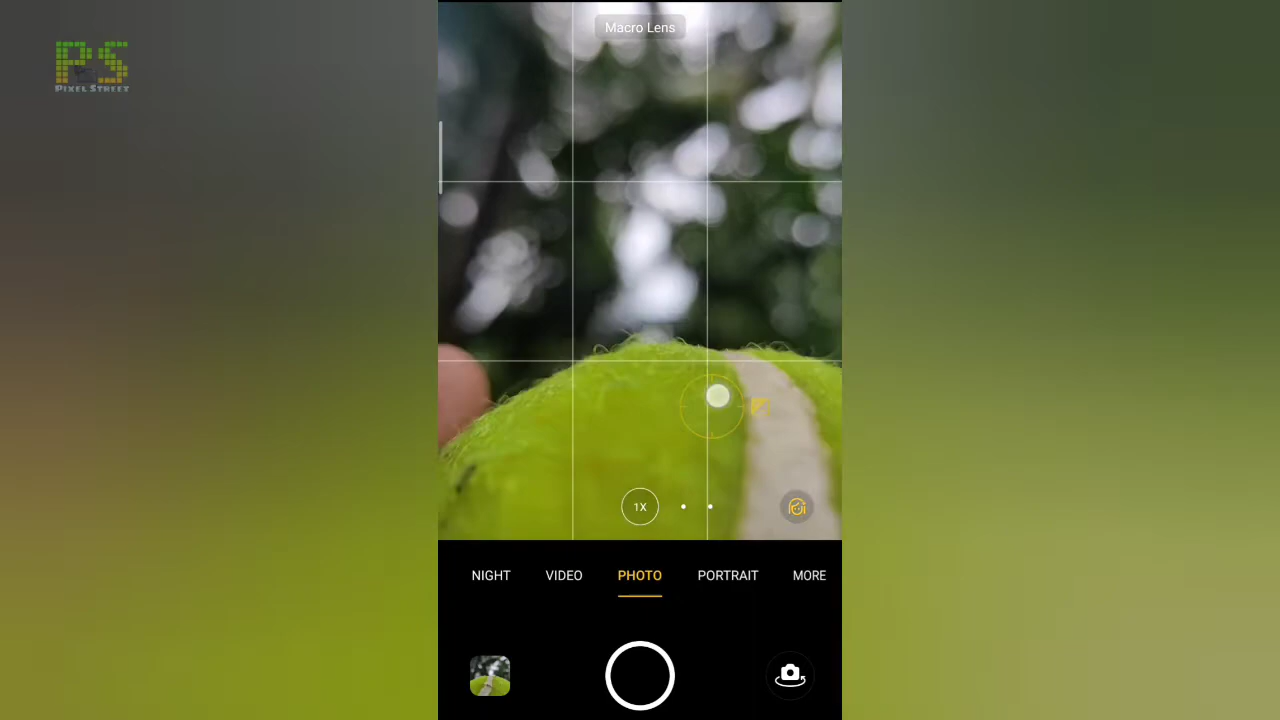 Macro Lens
PS
PIXEL STREET
1X
NIGHT
VIDEO
PHOTO
PORTRAIT
MORE